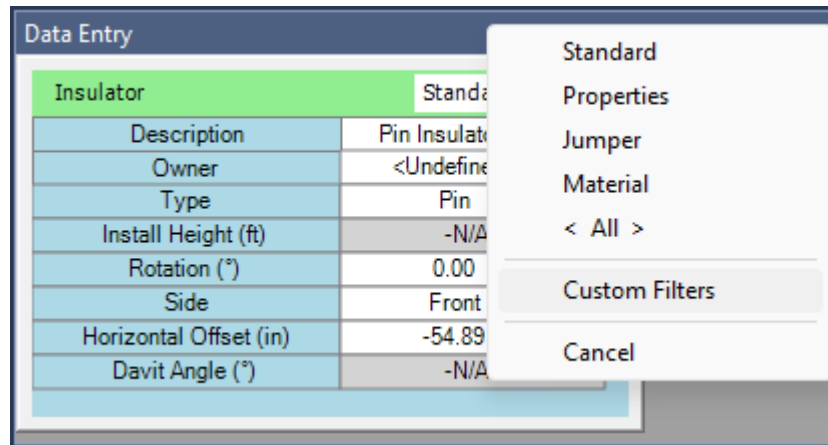 Data Entry
Insulator Standa
Description Pin Insulato
Owner <Undefine
Type Pin
Install Height (ft) -N/A
Rotation (°) 0.00
Side Front
Horizontal Offset (in) -54.89
Davit Angle (°) -N/A
Standard
Properties
Jumper
Material
< All >
Custom Filters
Cancel